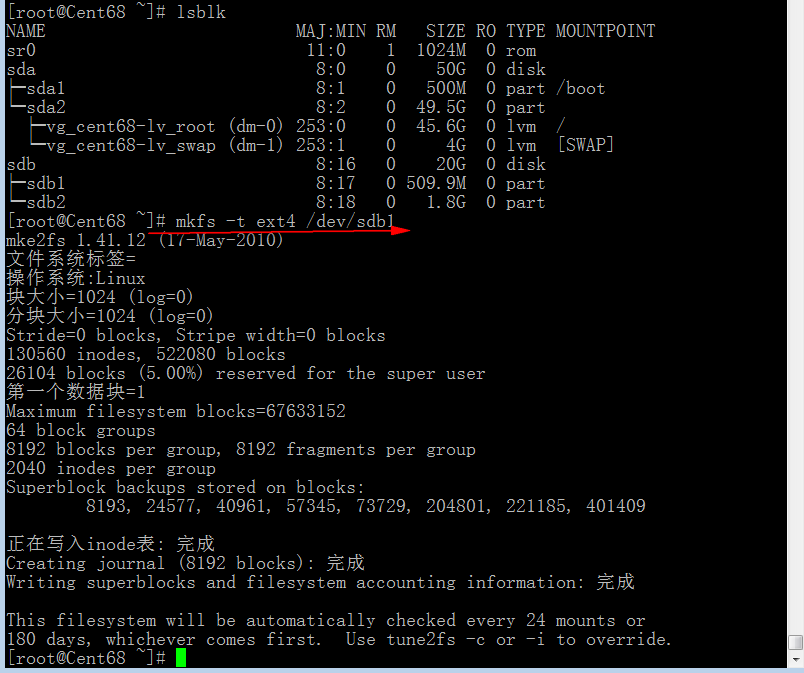 [root@Cent68 ~]# lsblk
NAME                         MAJ:MIN RM   SIZE RO TYPE MOUNTPOINT
sr0                           11:0    1  1024M  0 rom
sda                            8:0    0    50G  0 disk
├─sda1                         8:1    0   500M  0 part /boot
└─sda2                         8:2    0  49.5G  0 part
  ├─vg_cent68-lv_root (dm-0) 253:0    0  45.6G  0 lvm  /
  └─vg_cent68-lv_swap (dm-1) 253:1    0     4G  0 lvm  [SWAP]
sdb                            8:16   0    20G  0 disk
├─sdb1                         8:17   0 509.9M  0 part
└─sdb2                         8:18   0   1.8G  0 part
[root@Cent68 ~]# mkfs -t ext4 /dev/sdb1
mke2fs 1.41.12 (17-May-2010)
文件系统标签=
操作系统:Linux
块大小=1024 (log=0)
分块大小=1024 (log=0)
Stride=0 blocks, Stripe width=0 blocks
130560 inodes, 522080 blocks
26104 blocks (5.00%) reserved for the super user
第一个数据块=1
Maximum filesystem blocks=67633152
64 block groups
8192 blocks per group, 8192 fragments per group
2040 inodes per group
Superblock backups stored on blocks:
        8193, 24577, 40961, 57345, 73729, 204801, 221185, 401409
正在写入inode表: 完成
Creating journal (8192 blocks): 完成
Writing superblocks and filesystem accounting information: 完成
This filesystem will be automatically checked every 24 mounts or
180 days, whichever comes first.  Use tune2fs -c or -i to override.
[root@Cent68 ~]#